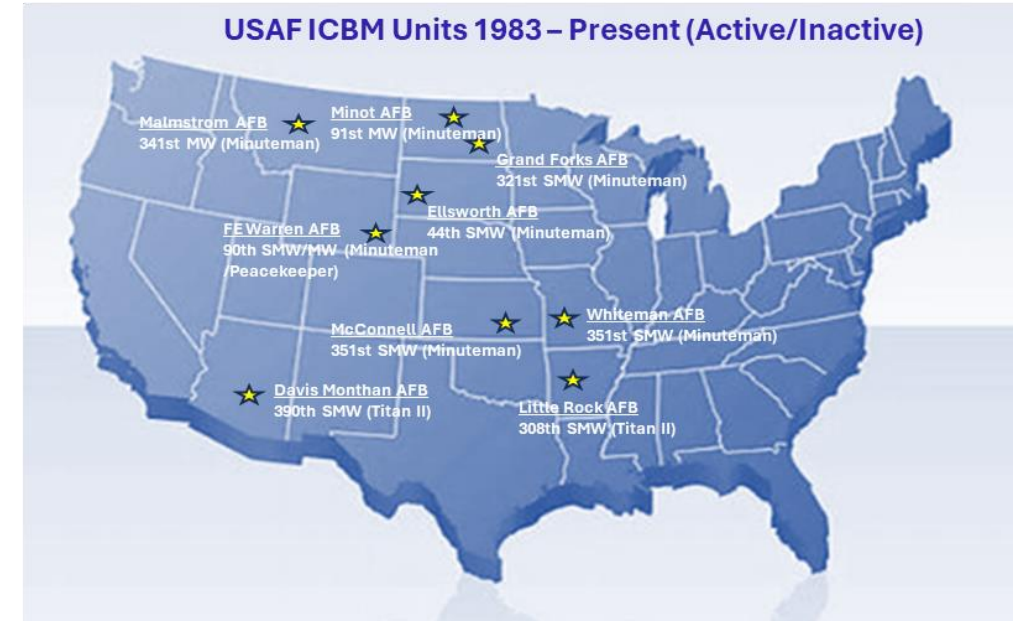 USAF ICBM Units 1983 – Present (Active/Inactive)
Malmstrom AFB
341st MW (Minuteman)
Minot AFB
91st MW (Minuteman)
Grand Forks AFB
321st SMW (Minuteman)
Ellsworth AFB
44th SMW (Minuteman)
FE Warren AFB
90th SMW/MW (Minuteman
/Peacekeeper)
McConnell AFB
351st SMW (Minuteman)
Whiteman AFB
351st SMW (Minuteman)
Davis Monthan AFB
390th SMW (Titan II)
Little Rock AFB
308th SMW (Titan II)